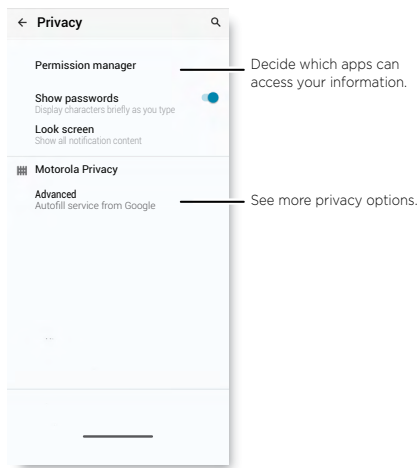 Privacy
Permission manager
Decide which apps can
access your information.
Show passwords
Display characters briefly as you type
Look screen
Show all notification content
Motorola Privacy
Advanced
Autofill service from Google
See more privacy options.
...